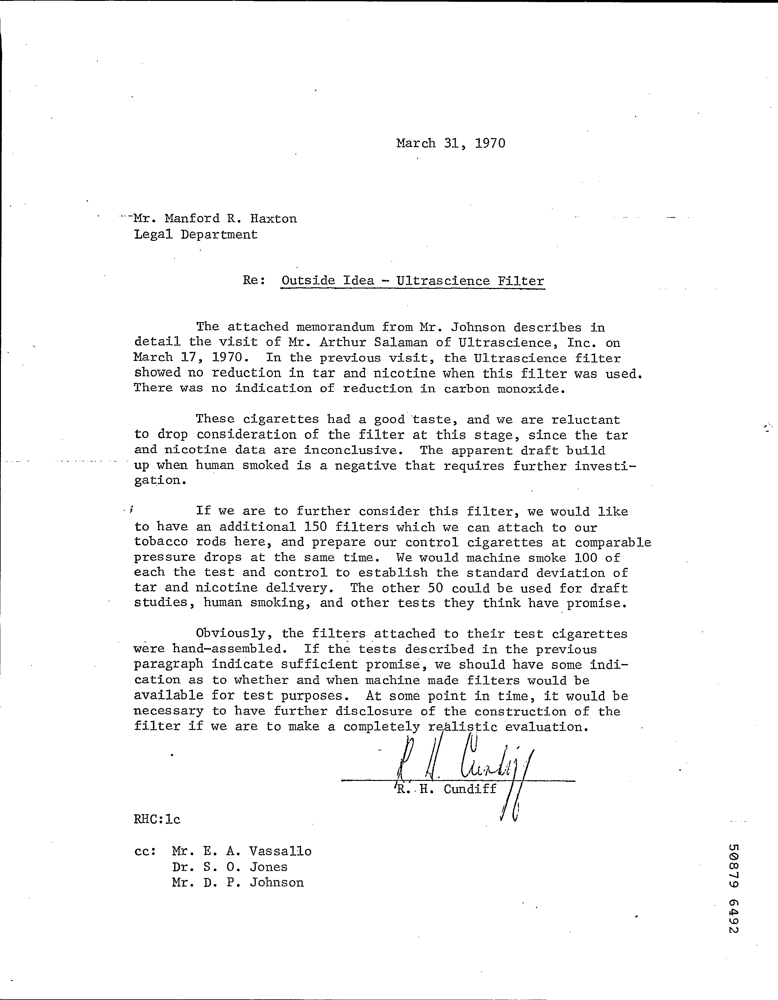 March 31, 1970
Mr. Manford R. Haxton
Legal Department
Re: Outside Idea - Ultrascience Filter
The attached memorandum from Mr. Johnson describes in
detail the visit of Mr. Arthur Salaman of Ultrascience, Inc. on
March 17, 1970. In the previous visit, the Ultrascience filter
showed no reduction in tar and nicotine when this filter was used.
There was no indication of reduction in carbon monoxide.
These cigarettes had a good taste, and we are reluctant
to drop consideration of the filter at this stage, since the tar
and nicotine data are inconclusive. The apparent draft build
up when human smoked is a negative that requires further investi-
gation.
If we are to further consider this filter, we would like
to have an additional 150 filters which we can attach to our
tobacco rods here, and prepare our control cigarettes at comparable
pressure drops at the same time. We would machine smoke 100 of
each the test and control to establish the standard deviation of
tar and nicotine delivery. The other 50 could be used for draft
studies, human smoking, and other tests they think have promise.
Obviously, the filters attached to their test cigarettes
were hand-assembled. If the tests described in the previous
paragraph indicate sufficient promise, we should have some indi-
cation as to whether and when machine made filters would be
available for test purposes. At some point in time, it would be
necessary to have further disclosure of the construction of the
filter if we are to make a completely realistic evaluation.
R H. Cundiff
R. H. Cundiff
RHC:lc
cc: Mr. E. A. Vassallo
Dr. S. O. Jones
Mr. D. P. Johnson
50879 6492